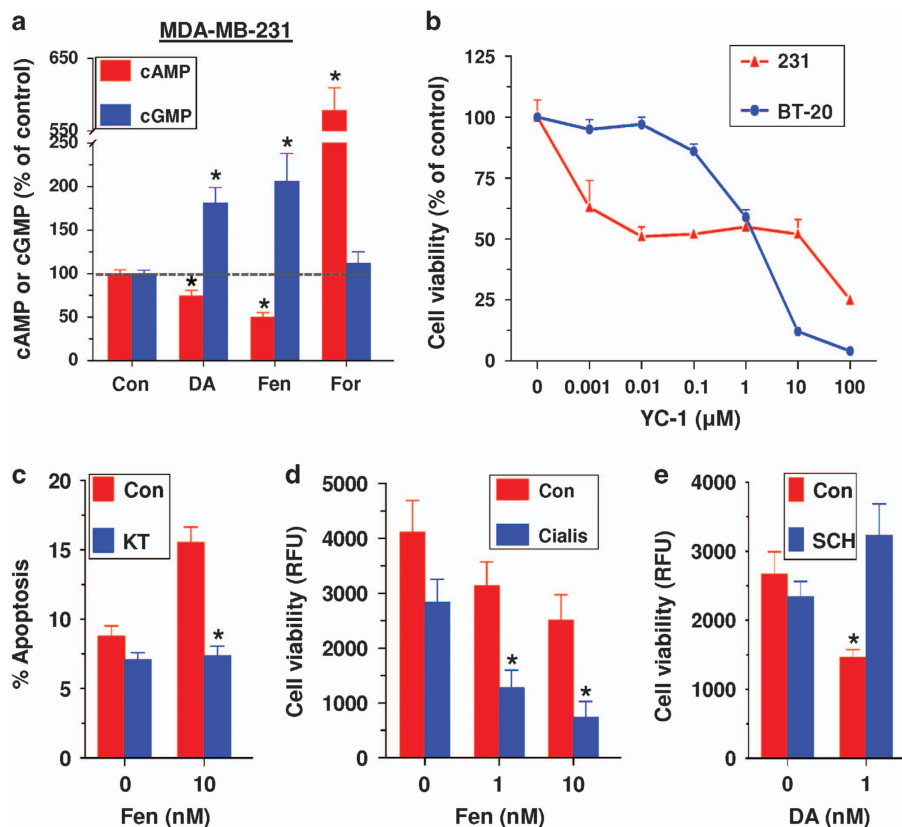 a
MDA-MB-231
cAMP or cGMP (% of control)
650
550
250
200
150
100
50
0
cAMP
cGMP
*
*
*
*
*
Con DA Fen For
b
Cell viability (% of control)
125
100
75
50
25
0
231
BT-20
0 0.001 0.01 0.1 1 10 100
YC-1 (µM)
c
% Apoptosis
20
15
10
5
0
Con
KT
*
0 10
Fen (nM)
d
Cell viability (RFU)
5000
4000
3000
2000
1000
0
Con
Cialis
*
*
0 1 10
Fen (nM)
e
Cell viability (RFU)
4000
3000
2000
1000
0
Con
SCH
*
0 1
DA (nM)